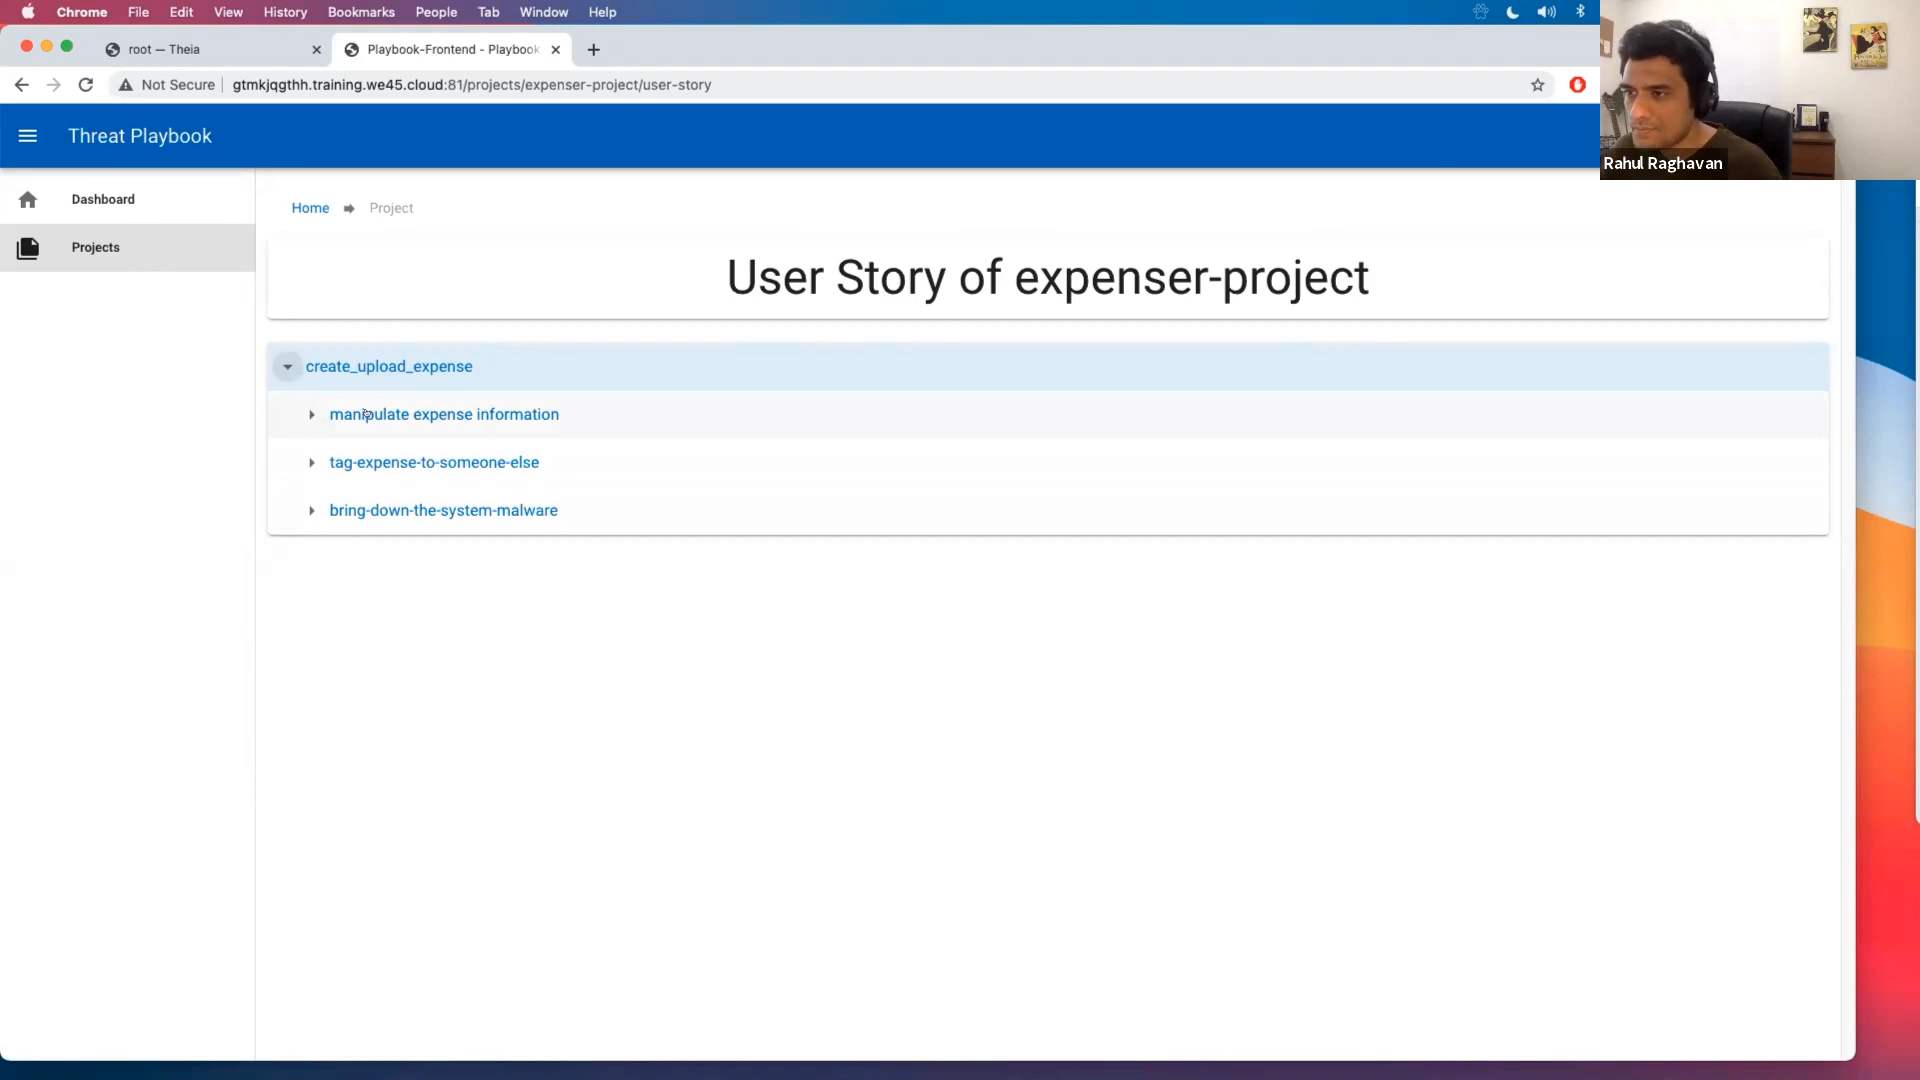 Chrome File Edit View History Bookmarks People Tab Window Help
root — Theia
Playbook-Frontend - Playbook
Not Secure gtmkjqgthh.training.we45.cloud:81/projects/expenser-project/user-story
Rahul Raghavan
Threat Playbook
Dashboard
Projects
Home Project
User Story of expenser-project
create_upload_expense
manipulate expense information
tag-expense-to-someone-else
bring-down-the-system-malware